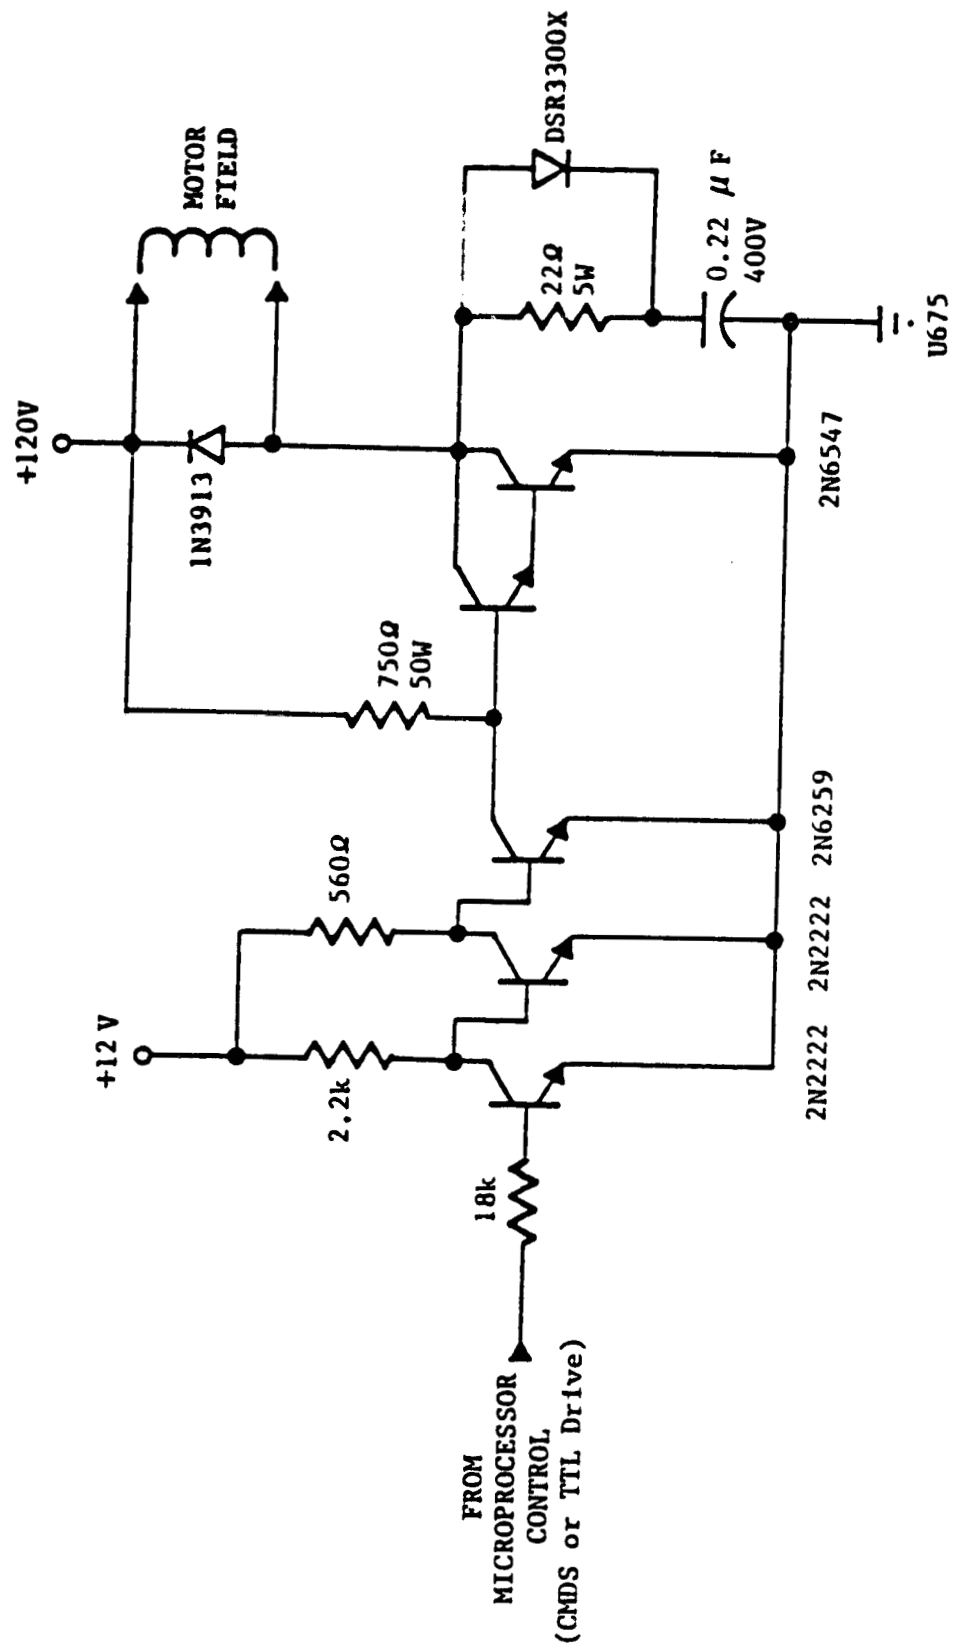 +120V
MOTOR
FIELD
1N3913
DSR3300X
22Ω
5W
0.22 μF
400V
U675
750Ω
50W
2N6547
+12 V
560Ω
2.2k
2N6259
2N2222
2N2222
18k
FROM
MICROPROCESSOR
CONTROL
(CMDS or TTL Drive)